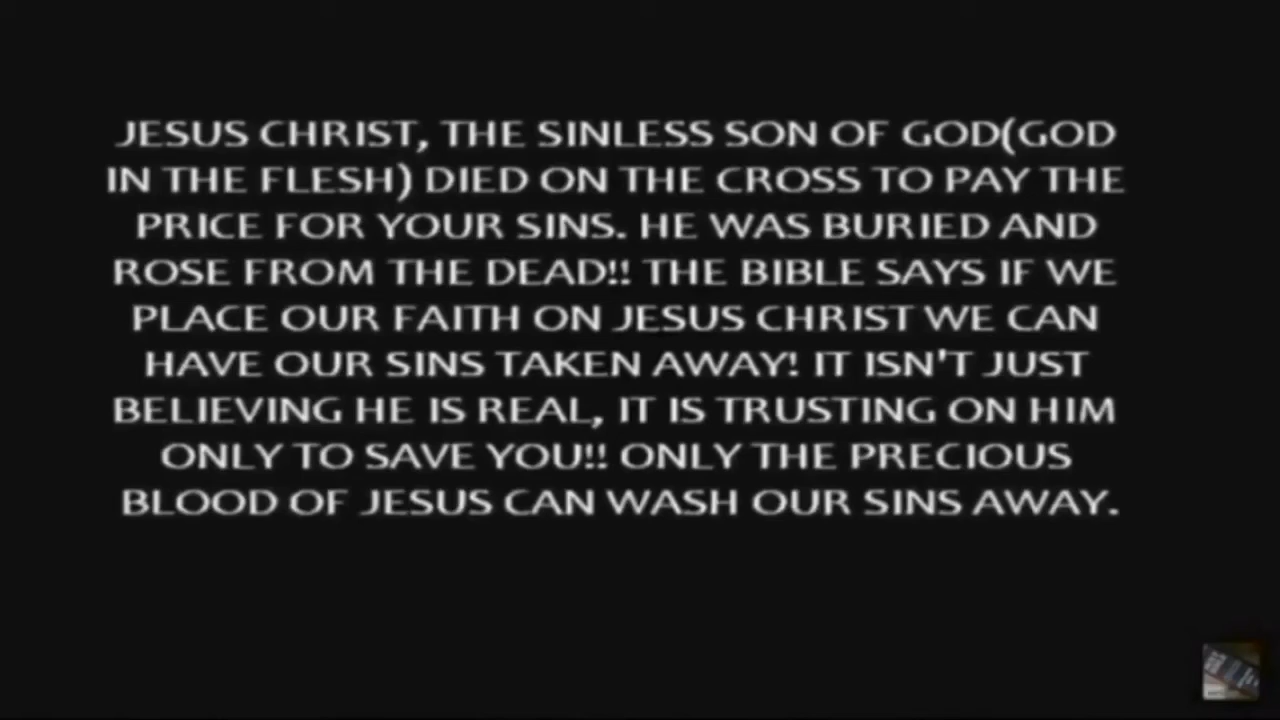 JESUS CHRIST, THE SINLESS SON OF GOD(GOD
IN THE FLESH) DIED ON THE CROSS TO PAY THE
PRICE FOR YOUR SINS. HE WAS BURIED AND
ROSE FROM THE DEAD!! THE BIBLE SAYS IF WE
PLACE OUR FAITH ON JESUS CHRIST WE CAN
HAVE OUR SINS TAKEN AWAY! IT ISN'T JUST
BELIEVING HE IS REAL, IT IS TRUSTING ON HIM
ONLY TO SAVE YOU!! ONLY THE PRECIOUS
BLOOD OF JESUS CAN WASH OUR SINS AWAY.